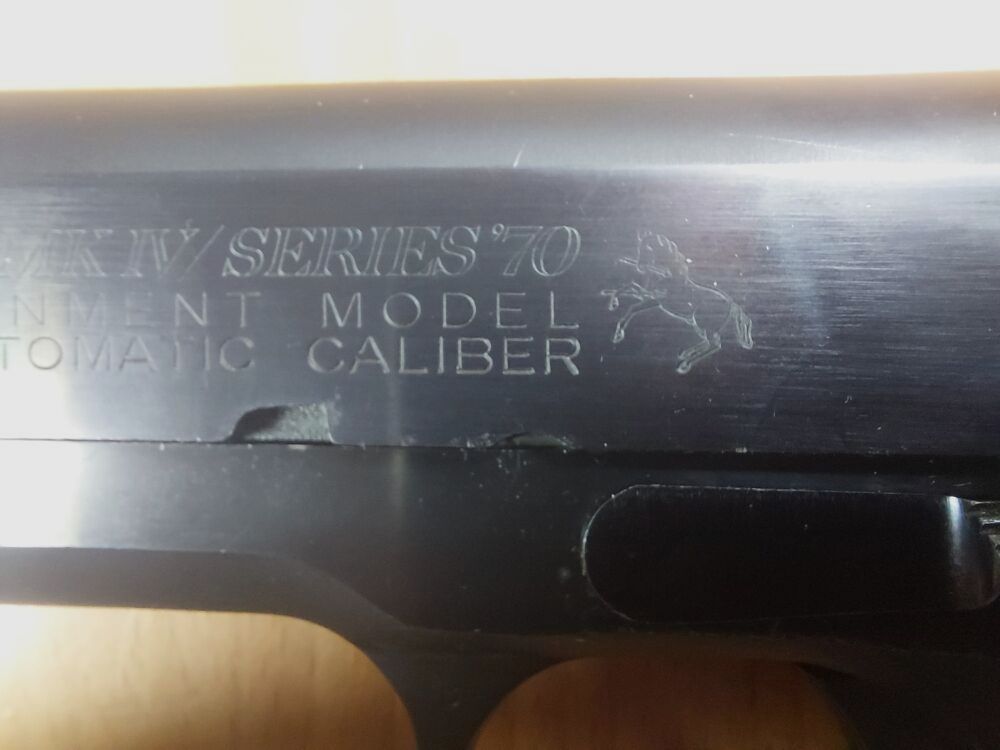 MK IV/ SERIES '70
NMENT MODEL
TOMATIC CALIBER